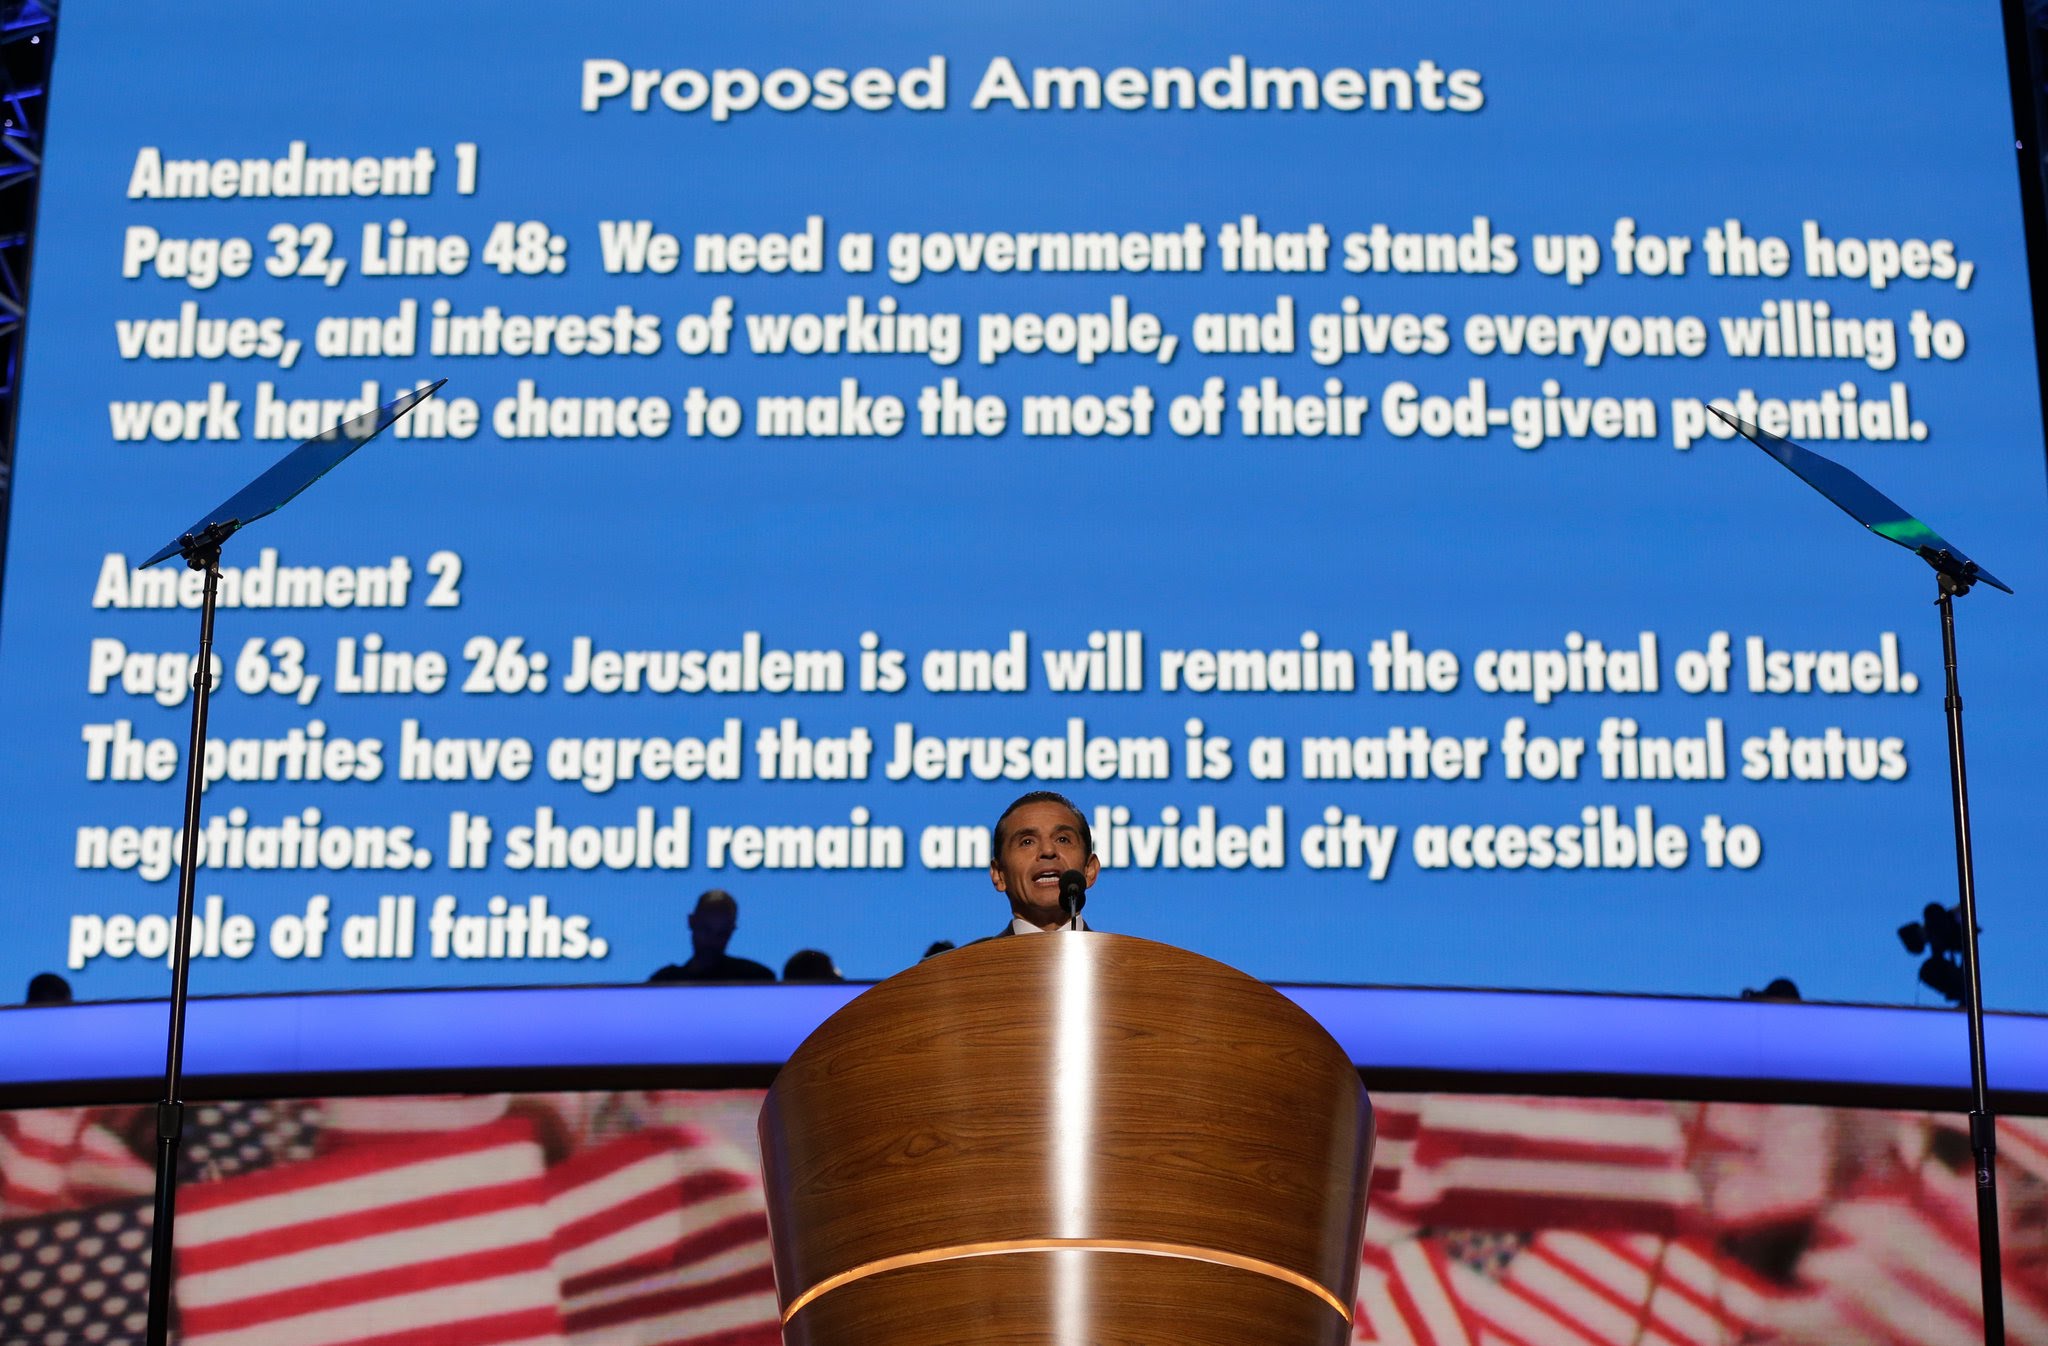 Proposed Amendments
Amendment 1
Page 32, Line 48: We need a government that stands up for the hopes,
values, and interests of working people, and gives everyone willing to
work hard the chance to make the most of their God-given potential.
Amendment 2
Page 63, Line 26: Jerusalem is and will remain the capital of Israel.
The parties have agreed that Jerusalem is a matter for final status
negotiations. It should remain an divided city accessible to
people of all faiths.